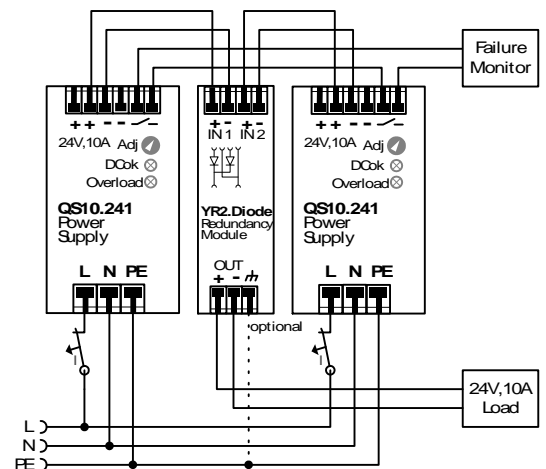 Failure
Monitor
+ + - -
24V,10A Adj
DCok
Overload
QS10.241
Power
Supply
L N PE
I
+ - + -
IN 1 IN 2
YR2.Diode
Redundancy
Module
OUT
+ -
optional
+ + - -
24V,10A Adj
DCok
Overload
QS10.241
Power
Supply
L N PE
I
24V,10A
Load
L
N
PE